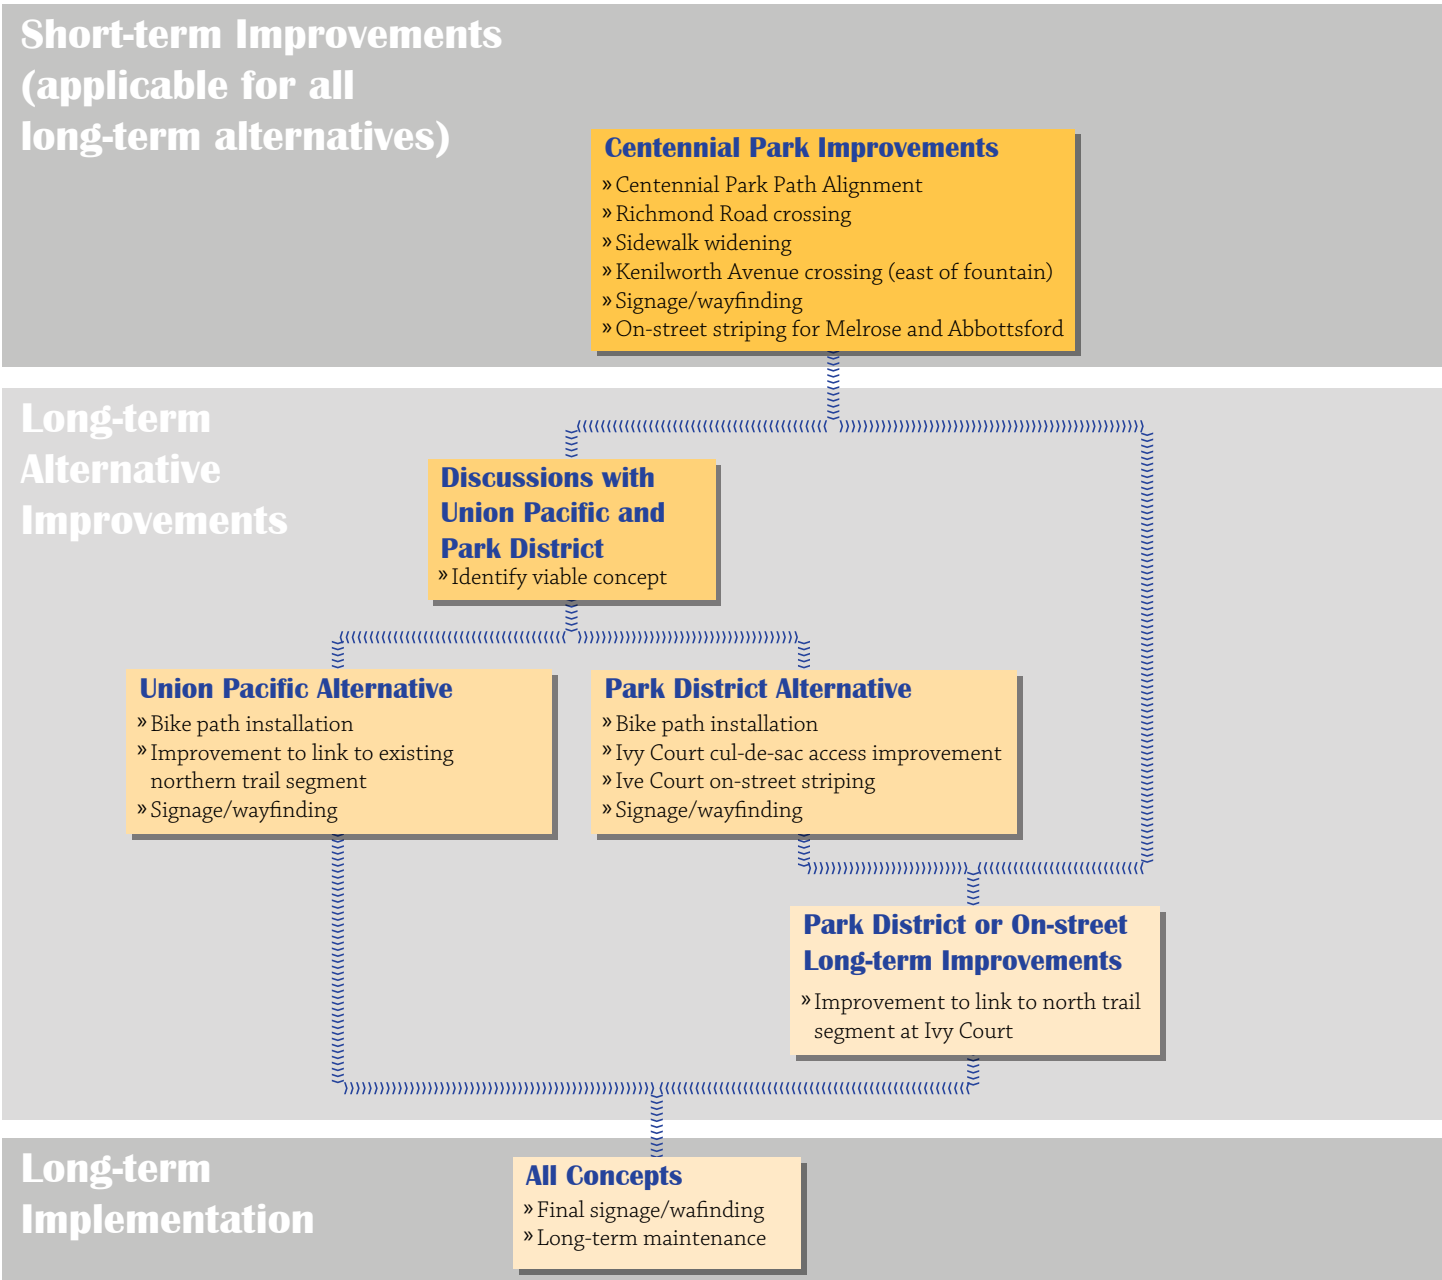 Short-term Improvements
(applicable for all
long-term alternatives)
Centennial Park Improvements
» Centennial Park Path Alignment
» Richmond Road crossing
» Sidewalk widening
» Kenilworth Avenue crossing (east of fountain)
» Signage/wayfinding
» On-street striping for Melrose and Abbottsford
Long-term
Alternative
Improvements
Discussions with
Union Pacific and
Park District
» Identify viable concept
Union Pacific Alternative
» Bike path installation
» Improvement to link to existing
northern trail segment
» Signage/wayfinding
Park District Alternative
» Bike path installation
» Ivy Court cul-de-sac access improvement
» Ive Court on-street striping
» Signage/wayfinding
Park District or On-street
Long-term Improvements
» Improvement to link to north trail
segment at Ivy Court
Long-term
Implementation
All Concepts
» Final signage/wafinding
» Long-term maintenance